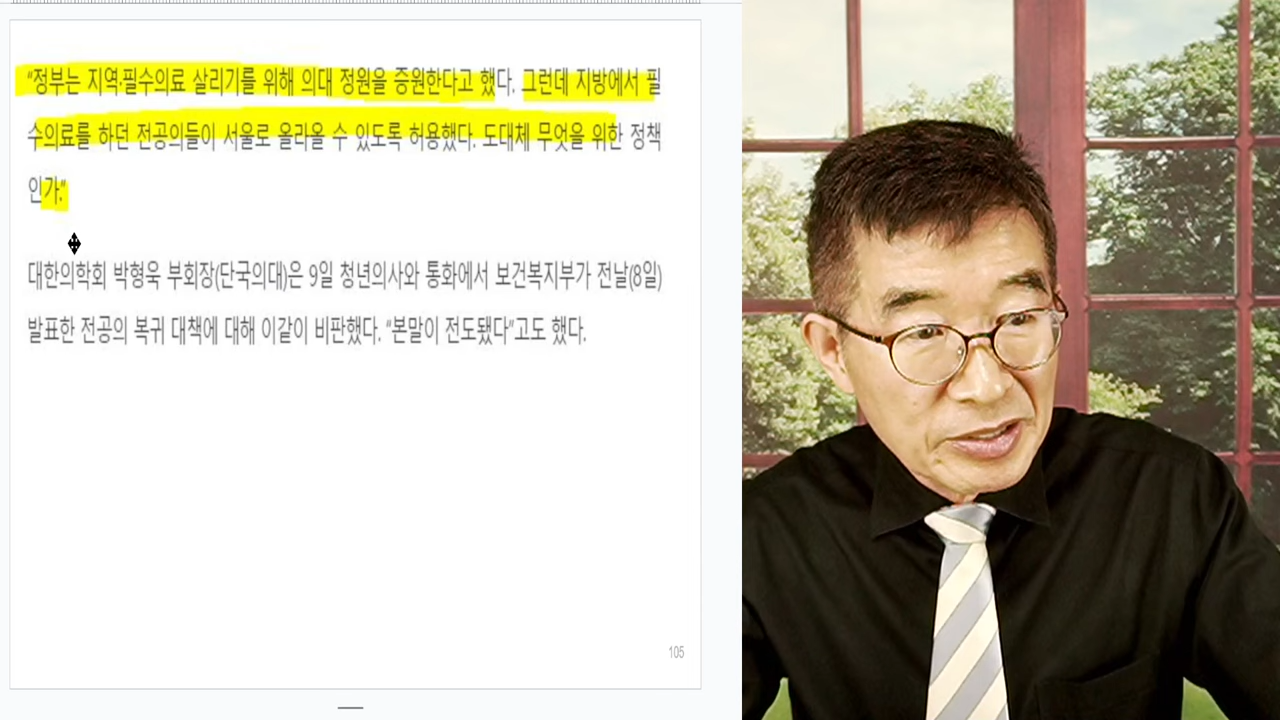 “정부는 지역·필수의료 살리기를 위해 의대 정원을 증원한다고 했다. 그런데 지방에서 필
수의료를 하던 전공의들이 서울로 올라올 수 있도록 허용했다. 도대체 무엇을 위한 정책
인가.”
대한의학회 박형욱 부회장(단국의대)은 9일 청년의사와 통화에서 보건복지부가 전날(8일)
발표한 전공의 복귀 대책에 대해 이같이 비판했다. “본말이 전도됐다”고도 했다.
105